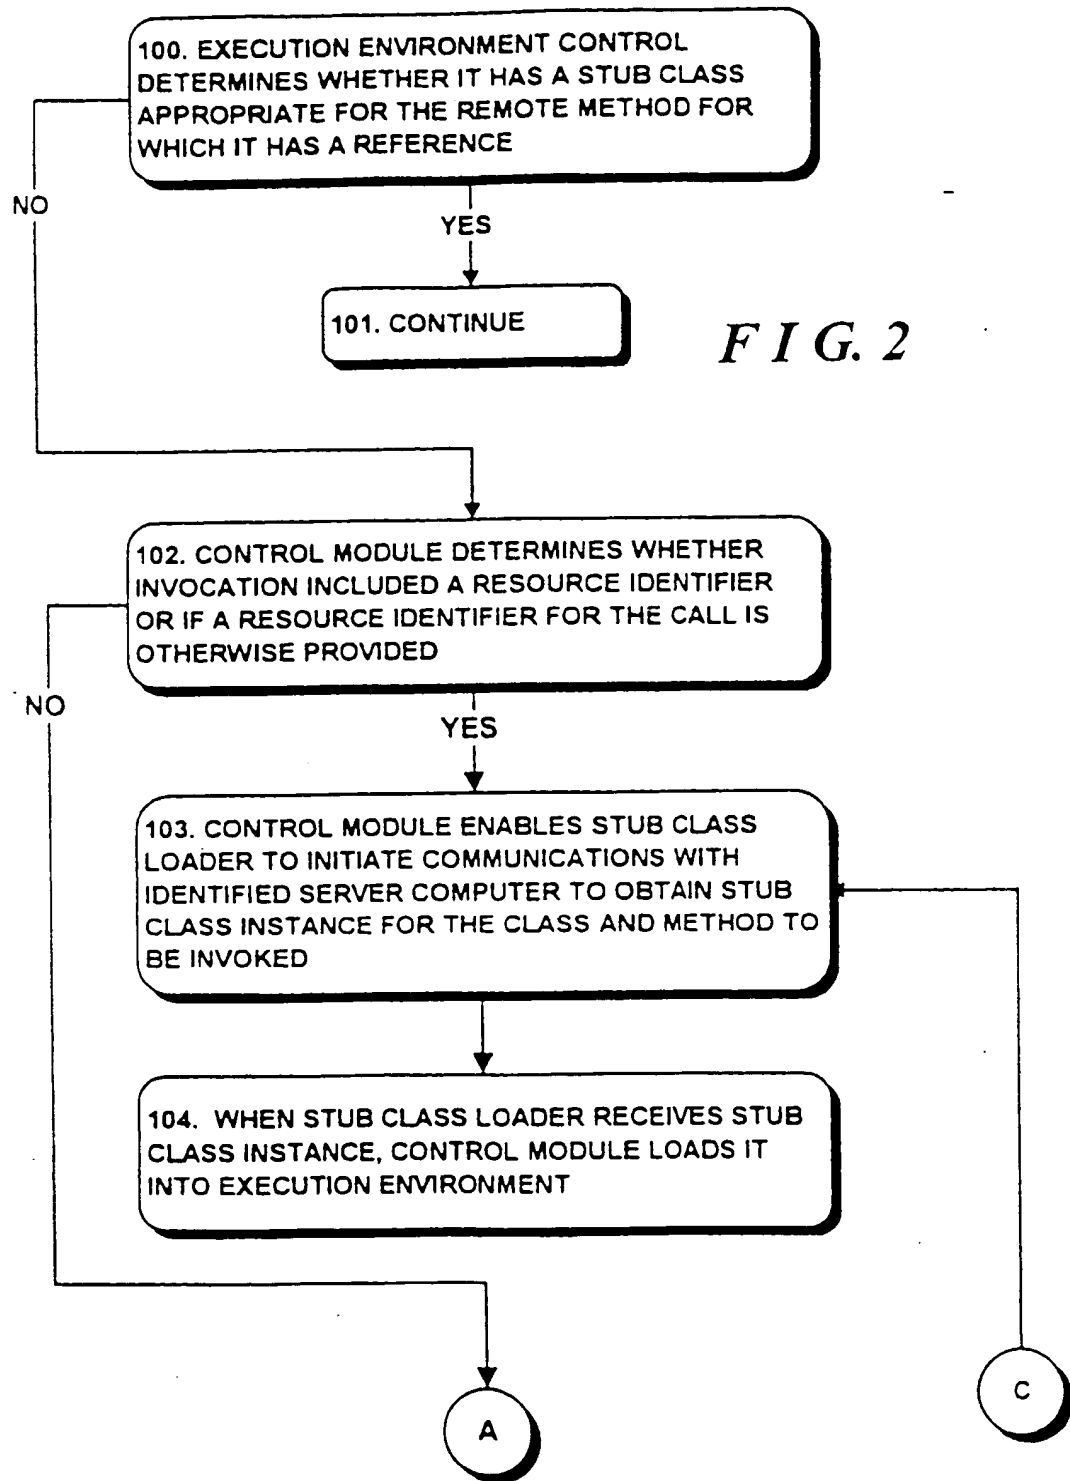 100. EXECUTION ENVIRONMENT CONTROL
DETERMINES WHETHER IT HAS A STUB CLASS
APPROPRIATE FOR THE REMOTE METHOD FOR
WHICH IT HAS A REFERENCE
NO
YES
101. CONTINUE
FIG. 2
102. CONTROL MODULE DETERMINES WHETHER
INVOCATION INCLUDED A RESOURCE IDENTIFIER
OR IF A RESOURCE IDENTIFIER FOR THE CALL IS
OTHERWISE PROVIDED
NO
YES
103. CONTROL MODULE ENABLES STUB CLASS
LOADER TO INITIATE COMMUNICATIONS WITH
IDENTIFIED SERVER COMPUTER TO OBTAIN STUB
CLASS INSTANCE FOR THE CLASS AND METHOD TO
BE INVOKED
104. WHEN STUB CLASS LOADER RECEIVES STUB
CLASS INSTANCE, CONTROL MODULE LOADS IT
INTO EXECUTION ENVIRONMENT
C
A